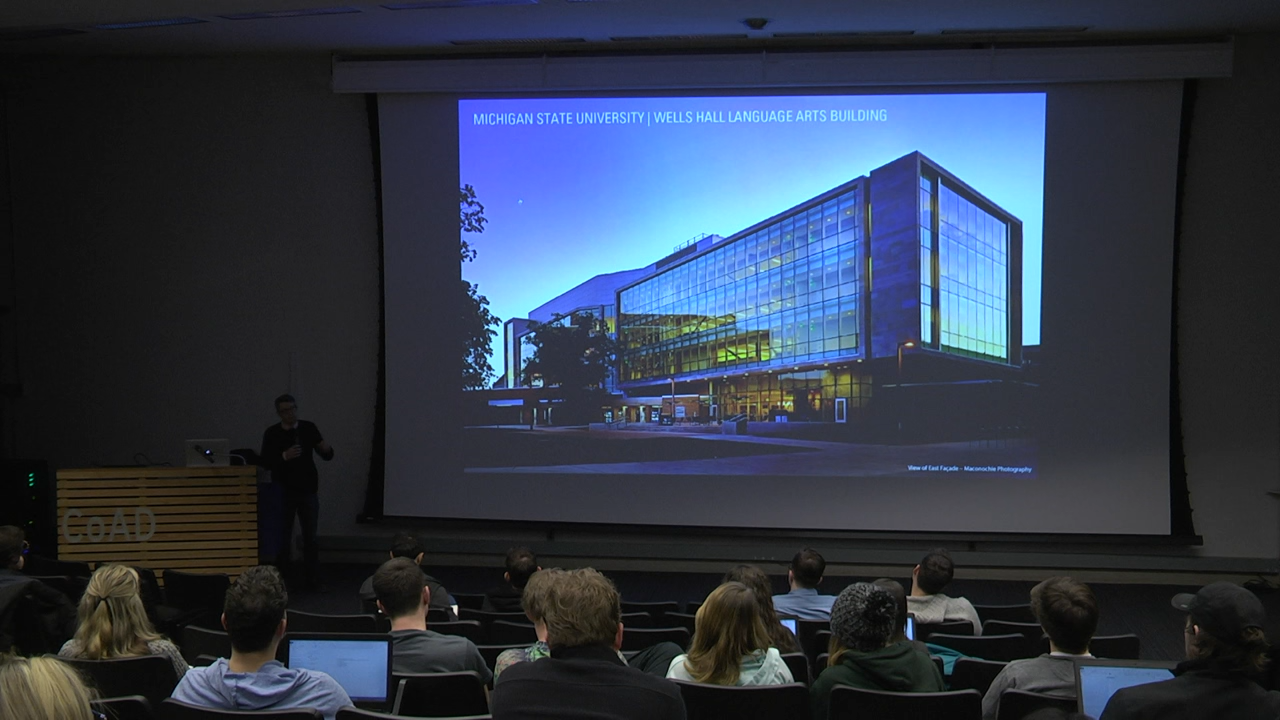 MICHIGAN STATE UNIVERSITY | WELLS HALL LANGUAGE ARTS BUILDING
View of East Façade – Maconochie Photography
CoAD